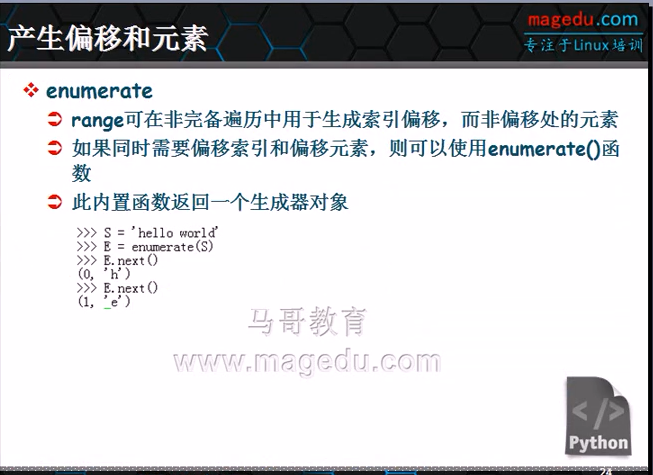 magedu.com
专注于Linux培训
产生偏移和元素
enumerate
range可在非完备遍历中用于生成索引偏移，而非偏移处的元素
如果同时需要偏移索引和偏移元素，则可以使用enumerate()函
数
此内置函数返回一个生成器对象
>>> S = 'hello world'
>>> E = enumerate(S)
>>> E.next()
(0, 'h')
>>> E.next()
(1, 'e')
马哥教育
www.magedu.com
</>
Python
24